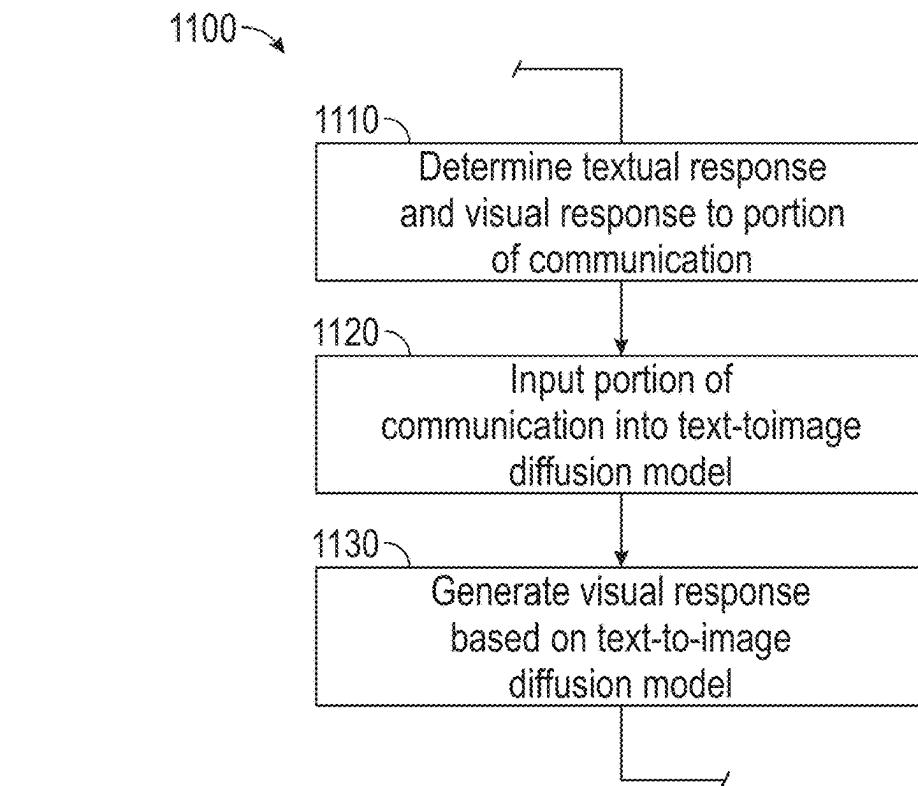 1100
1110
Determine textual response
and visual response to portion
of communication
1120
Input portion of
communication into text-toimage
diffusion model
1130
Generate visual response
based on text-to-image
diffusion model